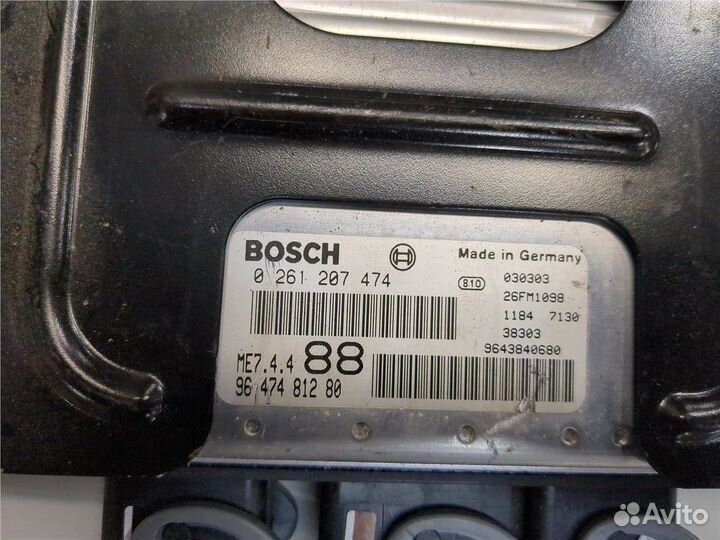 BOSCH
Made in Germany
0 261 207 474
810
030303
26FM1098
1184 7130
38303
9643840680
ME7.4.4 88
96 474 812 80
Avito